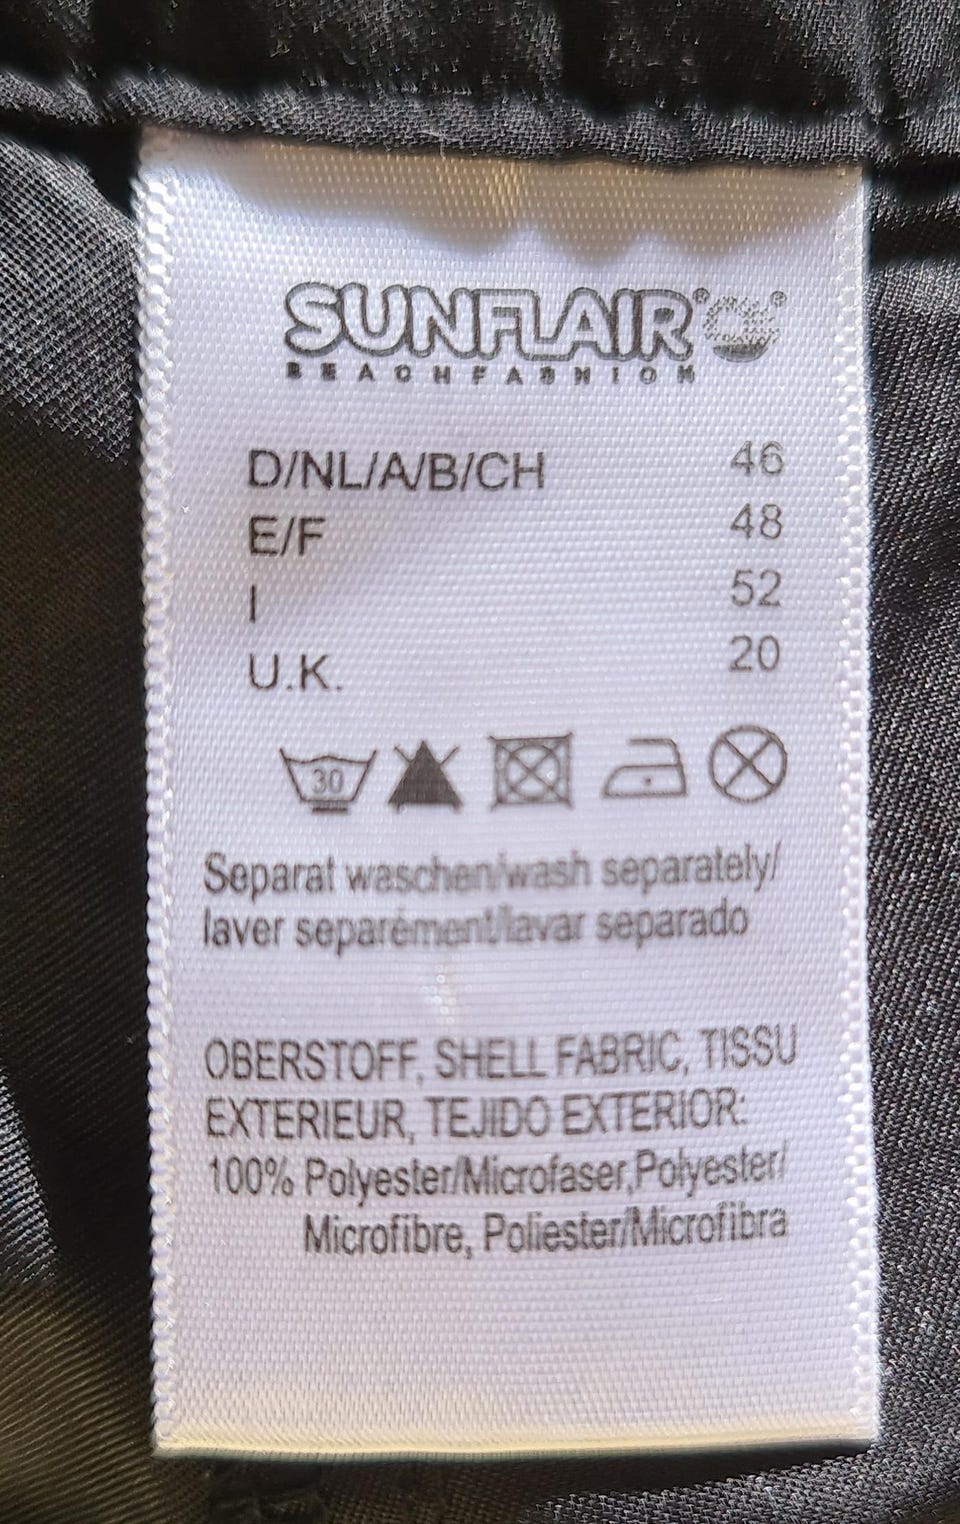 SUNFLAIR®
BEACHFASHION
D/NL/A/B/CH 46
E/F 48
I 52
U.K. 20
30
Separat waschen/wash separately/
laver separément/lavar separado
OBERSTOFF, SHELL FABRIC, TISSU
EXTERIEUR, TEJIDO EXTERIOR:
100% Polyester/Microfaser,Polyester/
Microfibre, Poliester/Microfibra